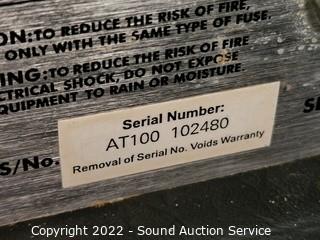 ON: TO REDUCE THE RISK OF FIRE,
ONLY WITH THE SAME TYPE OF FUSE.
NG: TO REDUCE THE RISK OF FIRE
CTRICAL SHOCK, DO NOT EXPOSE
EQUIPMENT TO RAIN OR MOISTURE.
Serial Number:
AT100 102480
Removal of Serial No. Voids Warranty
S/No.
Copyright 2022 - Sound Auction Service